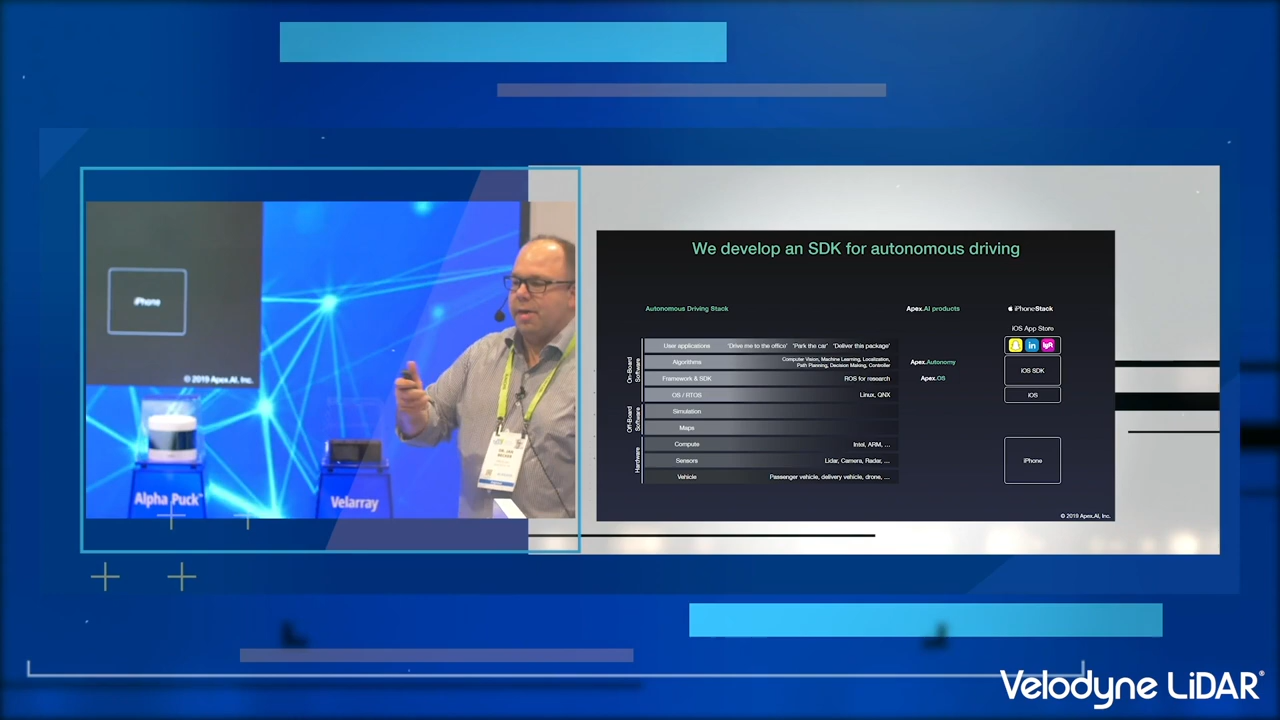 iPhone
© 2019 Apex.AI, Inc.
Alpha Puck™
Velarray
DR. JAN
BECKER
We develop an SDK for autonomous driving
Autonomous Driving Stack
Apex.AI products
iPhoneStack
iOS App Store
On-Board
Software
User applications
'Drive me to the office' 'Park the car' 'Deliver this package'
Algorithms
Computer Vision, Machine Learning, Localization,
Path Planning, Decision Making, Controller
Apex.Autonomy
iOS SDK
Framework & SDK
ROS for research
Apex.OS
OS / RTOS
Linux, QNX
iOS
Off-Board
Software
Simulation
Maps
Hardware
Compute
Intel, ARM, ...
Sensors
Lidar, Camera, Radar, ...
iPhone
Vehicle
Passenger vehicle, delivery vehicle, drone, ...
© 2019 Apex.AI, Inc.
Velodyne LiDAR®